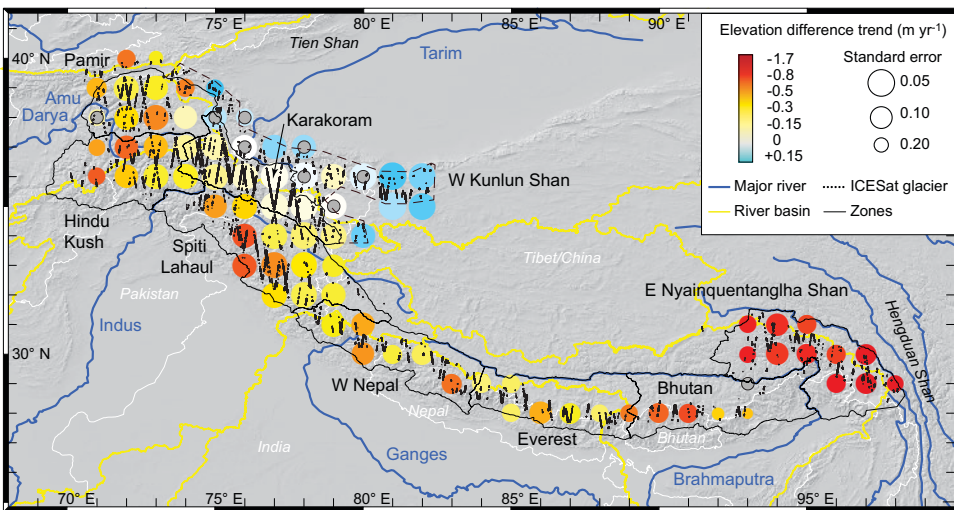 75° E
80° E
90° E
40° N
Pamir
Tien Shan
Tarim
Amu
Darya
Karakoram
W Kunlun Shan
Hindu
Kush
Spiti
Lahaul
Tibet/China
Pakistan
Indus
E Nyainquentanglha Shan
Hengduan Shan
30° N
W Nepal
Nepal
Bhutan
Everest
Bhutan
India
Ganges
Brahmaputra
70° E
75° E
80° E
85° E
95° E
Elevation difference trend (m yr-1)
-1.7
-0.8
-0.5
-0.3
-0.15
0
+0.15
Standard error
0.05
0.10
0.20
Major river
ICESat glacier
River basin
Zones